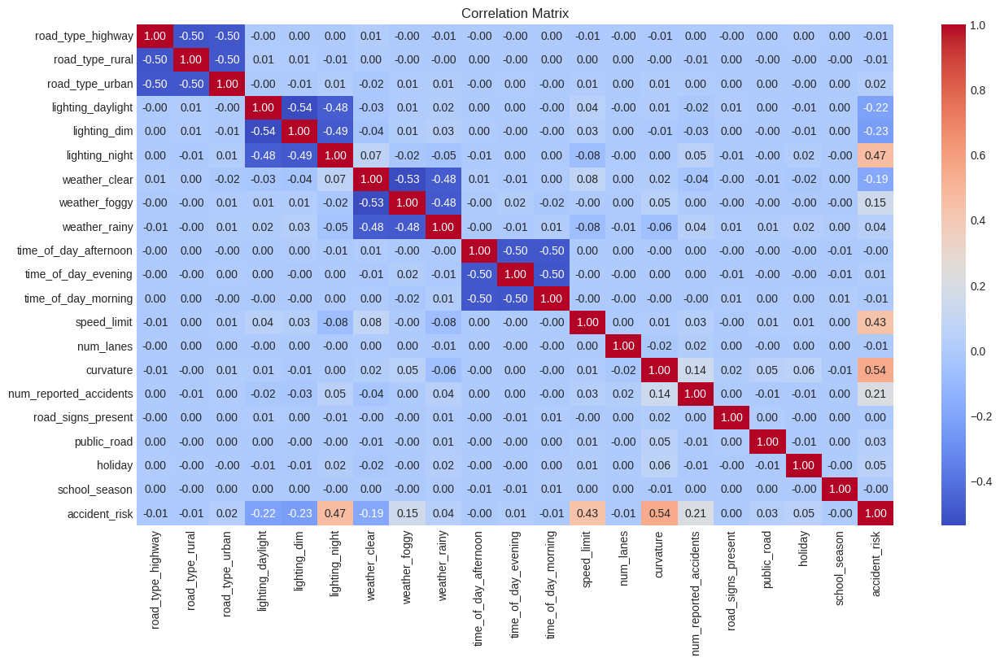 Correlation Matrix
road_type_highway 1.00 -0.50 -0.50 -0.00 0.00 0.00 0.01 -0.00 -0.01 -0.00 -0.00 0.00 -0.01 -0.00 -0.01 0.00 -0.00 0.00 0.00 0.00 -0.01
road_type_rural -0.50 1.00 -0.50 0.01 0.01 -0.01 0.00 -0.00 -0.00 0.00 0.00 -0.00 0.00 -0.00 -0.00 -0.01 0.00 -0.00 -0.00 -0.00 -0.01
road_type_urban -0.50 -0.50 1.00 -0.00 -0.01 0.01 -0.02 0.01 0.01 -0.00 0.00 -0.00 0.01 0.00 0.01 0.00 0.00 0.00 -0.00 0.00 0.02
lighting_daylight -0.00 0.01 -0.00 1.00 -0.54 -0.48 -0.03 0.01 0.02 0.00 0.00 -0.00 0.04 -0.00 0.01 -0.02 0.01 0.00 -0.01 0.00 -0.22
lighting_dim 0.00 0.01 -0.01 -0.54 1.00 -0.49 -0.04 0.01 0.03 0.00 -0.00 -0.00 0.03 0.00 -0.01 -0.03 0.00 -0.00 -0.01 0.00 -0.23
lighting_night 0.00 -0.01 0.01 -0.48 -0.49 1.00 0.07 -0.02 -0.05 -0.01 0.00 0.00 -0.08 -0.00 0.00 0.05 -0.01 -0.00 0.02 -0.00 0.47
weather_clear 0.01 0.00 -0.02 -0.03 -0.04 0.07 1.00 -0.53 -0.48 0.01 -0.01 0.00 0.08 0.00 0.02 -0.04 -0.00 -0.01 -0.02 0.00 -0.19
weather_foggy -0.00 -0.00 0.01 0.01 0.01 -0.02 -0.53 1.00 -0.48 -0.00 0.02 -0.02 -0.00 0.00 0.05 0.00 -0.00 -0.00 -0.00 -0.00 0.15
weather_rainy -0.01 -0.00 0.01 0.02 0.03 -0.05 -0.48 -0.48 1.00 -0.00 -0.01 0.01 -0.08 -0.01 -0.06 0.04 0.01 0.01 0.02 0.00 0.04
time_of_day_afternoon -0.00 0.00 -0.00 0.00 0.00 -0.01 0.01 -0.00 -0.00 1.00 -0.50 -0.50 0.00 0.00 -0.00 0.00 -0.00 0.00 -0.00 -0.01 -0.00
time_of_day_evening -0.00 0.00 0.00 0.00 -0.00 0.00 -0.01 0.02 -0.01 -0.50 1.00 -0.50 -0.00 -0.00 0.00 0.00 -0.01 -0.00 0.00 -0.01 0.01
time_of_day_morning 0.00 -0.00 -0.00 -0.00 -0.00 0.00 0.00 -0.02 0.01 -0.50 -0.50 1.00 -0.00 -0.00 -0.00 -0.00 0.01 0.00 0.00 0.01 -0.01
speed_limit -0.01 0.00 0.01 0.04 0.03 -0.08 0.08 -0.00 -0.08 0.00 -0.00 -0.00 1.00 0.00 0.01 0.03 -0.00 0.01 0.01 0.00 0.43
num_lanes -0.00 -0.00 0.00 -0.00 0.00 -0.00 0.00 0.00 -0.01 0.00 -0.00 -0.00 0.00 1.00 -0.02 0.02 0.00 -0.00 0.00 -0.00 -0.01
curvature -0.01 -0.00 0.01 0.01 -0.01 0.00 0.02 0.05 -0.06 -0.00 0.00 -0.00 0.01 -0.02 1.00 0.14 0.02 0.05 0.06 -0.01 0.54
num_reported_accidents 0.00 -0.01 0.00 -0.02 -0.03 0.05 -0.04 0.00 0.04 0.00 0.00 -0.00 0.03 0.02 0.14 1.00 0.00 -0.01 -0.01 0.00 0.21
road_signs_present -0.00 0.00 0.00 0.01 0.00 -0.01 -0.00 -0.00 0.01 -0.00 -0.01 0.01 -0.00 0.00 0.02 0.00 1.00 0.00 -0.00 0.00 0.00
public_road 0.00 -0.00 0.00 0.00 -0.00 -0.00 -0.01 -0.00 0.01 0.00 -0.00 0.00 0.01 -0.00 0.05 -0.01 0.00 1.00 -0.01 0.00 0.03
holiday 0.00 -0.00 -0.00 -0.01 -0.01 0.02 -0.02 -0.00 0.02 -0.00 0.00 0.00 0.01 0.00 0.06 -0.01 -0.00 -0.01 1.00 -0.00 0.05
school_season 0.00 -0.00 0.00 0.00 0.00 -0.00 0.00 -0.00 0.00 -0.01 -0.01 0.01 0.00 -0.00 -0.01 0.00 0.00 0.00 -0.00 1.00 -0.00
accident_risk -0.01 -0.01 0.02 -0.22 -0.23 0.47 -0.19 0.15 0.04 -0.00 0.01 -0.01 0.43 -0.01 0.54 0.21 0.00 0.03 0.05 -0.00 1.00
road_type_highway
road_type_rural
road_type_urban
lighting_daylight
lighting_dim
lighting_night
weather_clear
weather_foggy
weather_rainy
time_of_day_afternoon
time_of_day_evening
time_of_day_morning
speed_limit
num_lanes
curvature
num_reported_accidents
road_signs_present
public_road
holiday
school_season
accident_risk
1.0
0.8
0.6
0.4
0.2
0.0
−0.2
−0.4